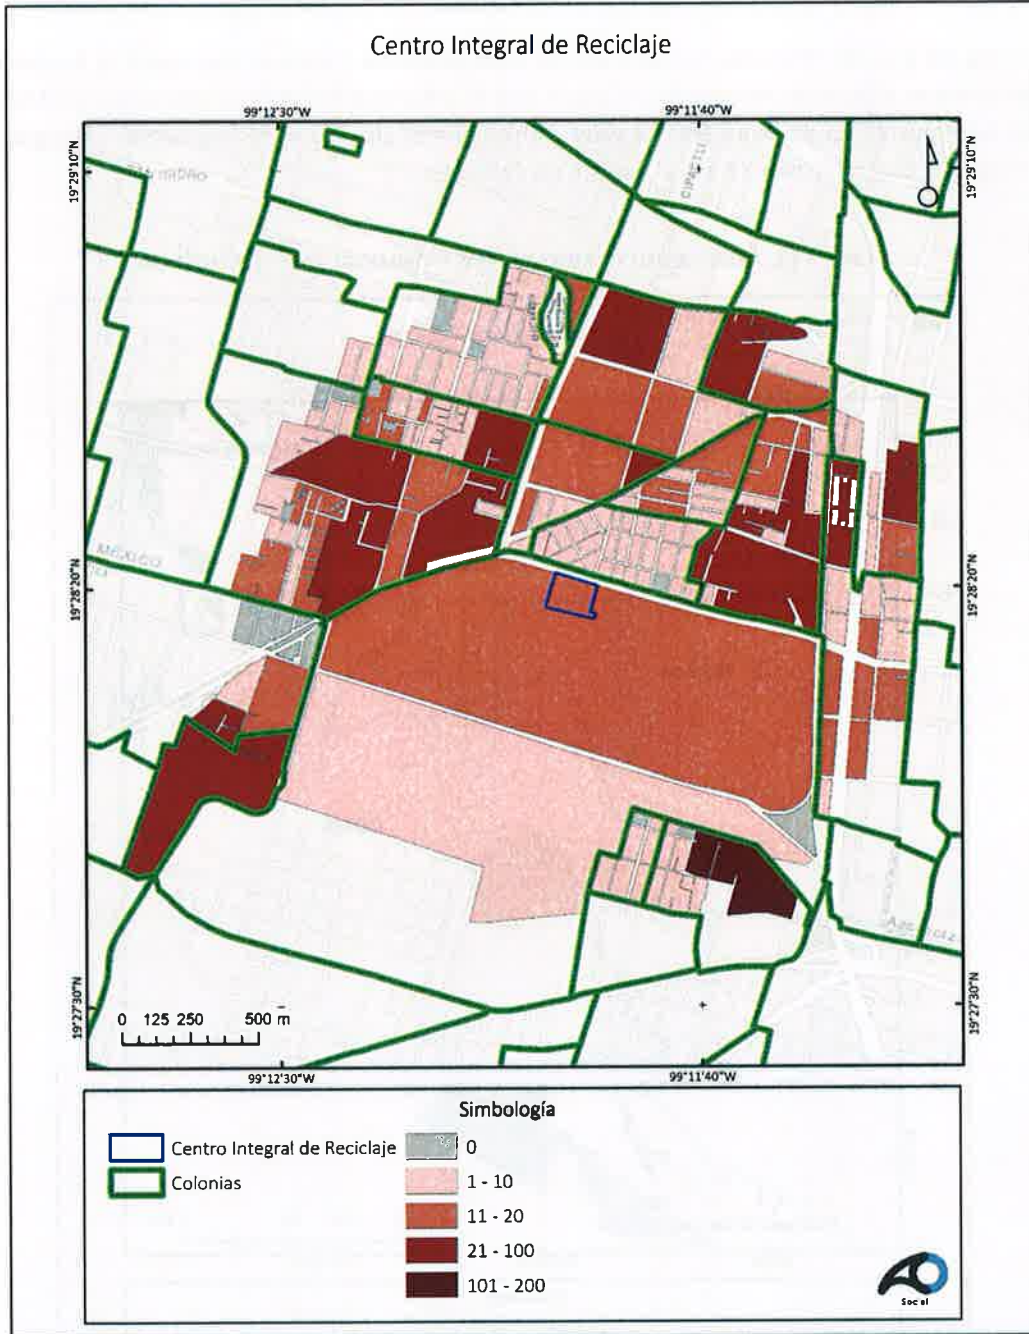 Centro Integral de Reciclaje
99°12'30"W
99°11'40"W
19°29'10"N
19°29'10"N
MÉXICO
19°28'20"N
19°28'20"N
19°27'30"N
19°27'30"N
0 125 250 500 m
99°12'30"W
99°11'40"W
Simbología
Centro Integral de Reciclaje
Colonias
0
1 - 10
11 - 20
21 - 100
101 - 200